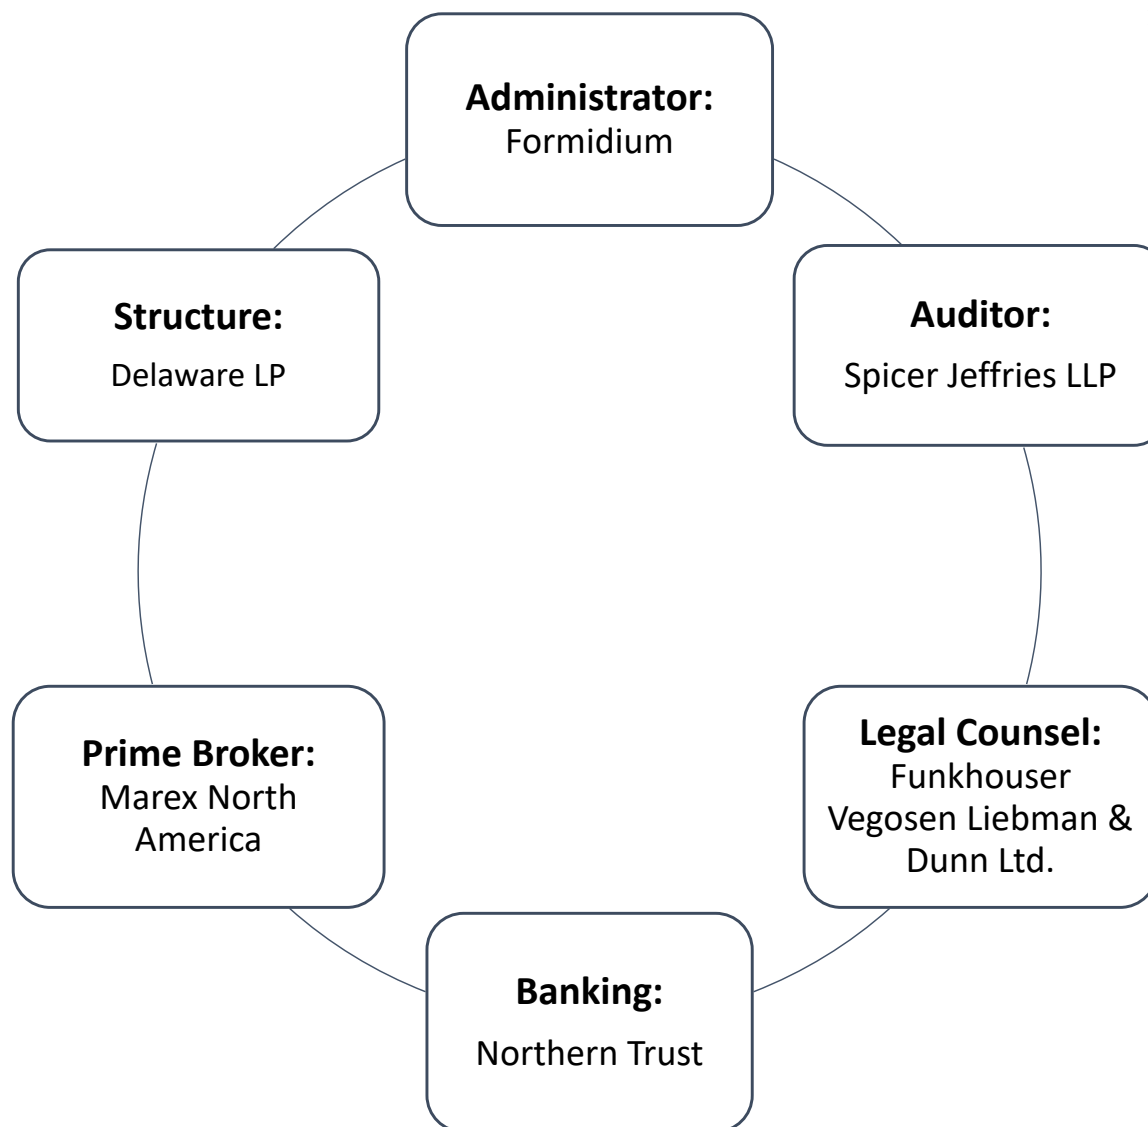 Administrator:
Formidium
Structure:
Delaware LP
Auditor:
Spicer Jeffries LLP
Prime Broker:
Marex North
America
Legal Counsel:
Funkhouser
Vegosen Liebman &
Dunn Ltd.
Banking:
Northern Trust